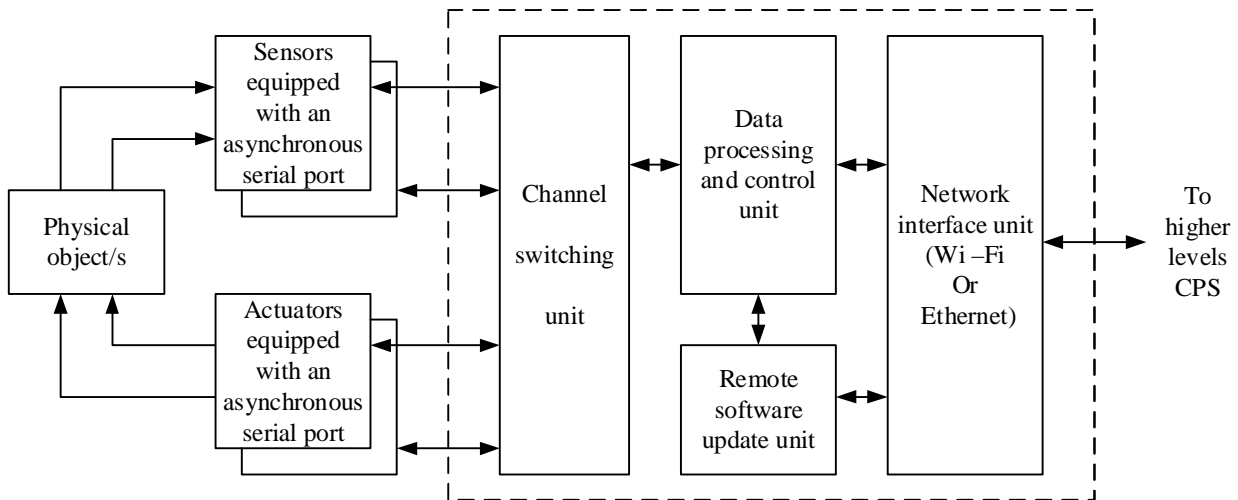 Sensors
equipped
with an
asynchronous
serial port
Physical
object/s
Actuators
equipped
with an
asynchronous
serial port
Channel
switching
unit
Data
processing
and control
unit
Remote
software
update unit
Network
interface unit
(Wi –Fi
Or
Ethernet)
To
higher
levels
CPS